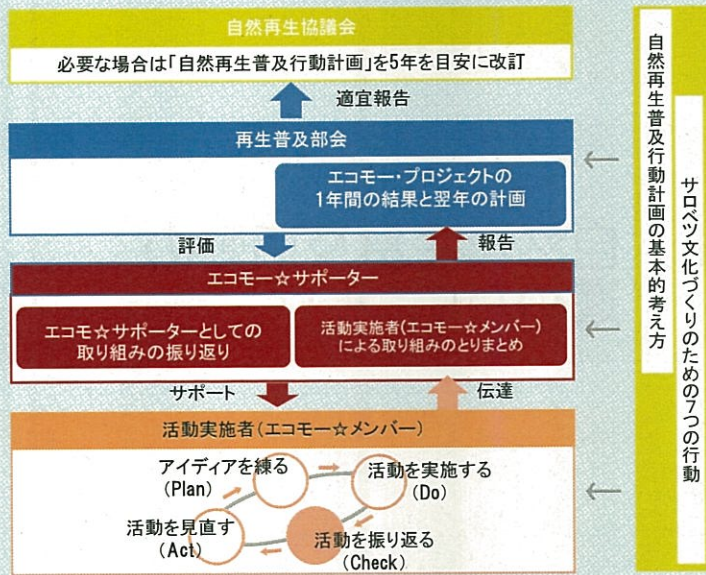 自然再生協議会
必要な場合は「自然再生普及行動計画」を5年を目安に改訂
適宜報告
再生普及部会
エコモー・プロジェクトの
1年間の結果と翌年の計画
評価
報告
エコモー☆サポーター
エコモ☆サポーターとしての
取り組みの振り返り
活動実施者(エコモー☆メンバー)
による取り組みのとりまとめ
サポート
伝達
活動実施者(エコモー☆メンバー)
アイディアを練る
(Plan)
活動を実施する
(Do)
活動を見直す
(Act)
活動を振り返る
(Check)
自然再生普及行動計画の基本的考え方
サロベツ文化づくりのための7つの行動